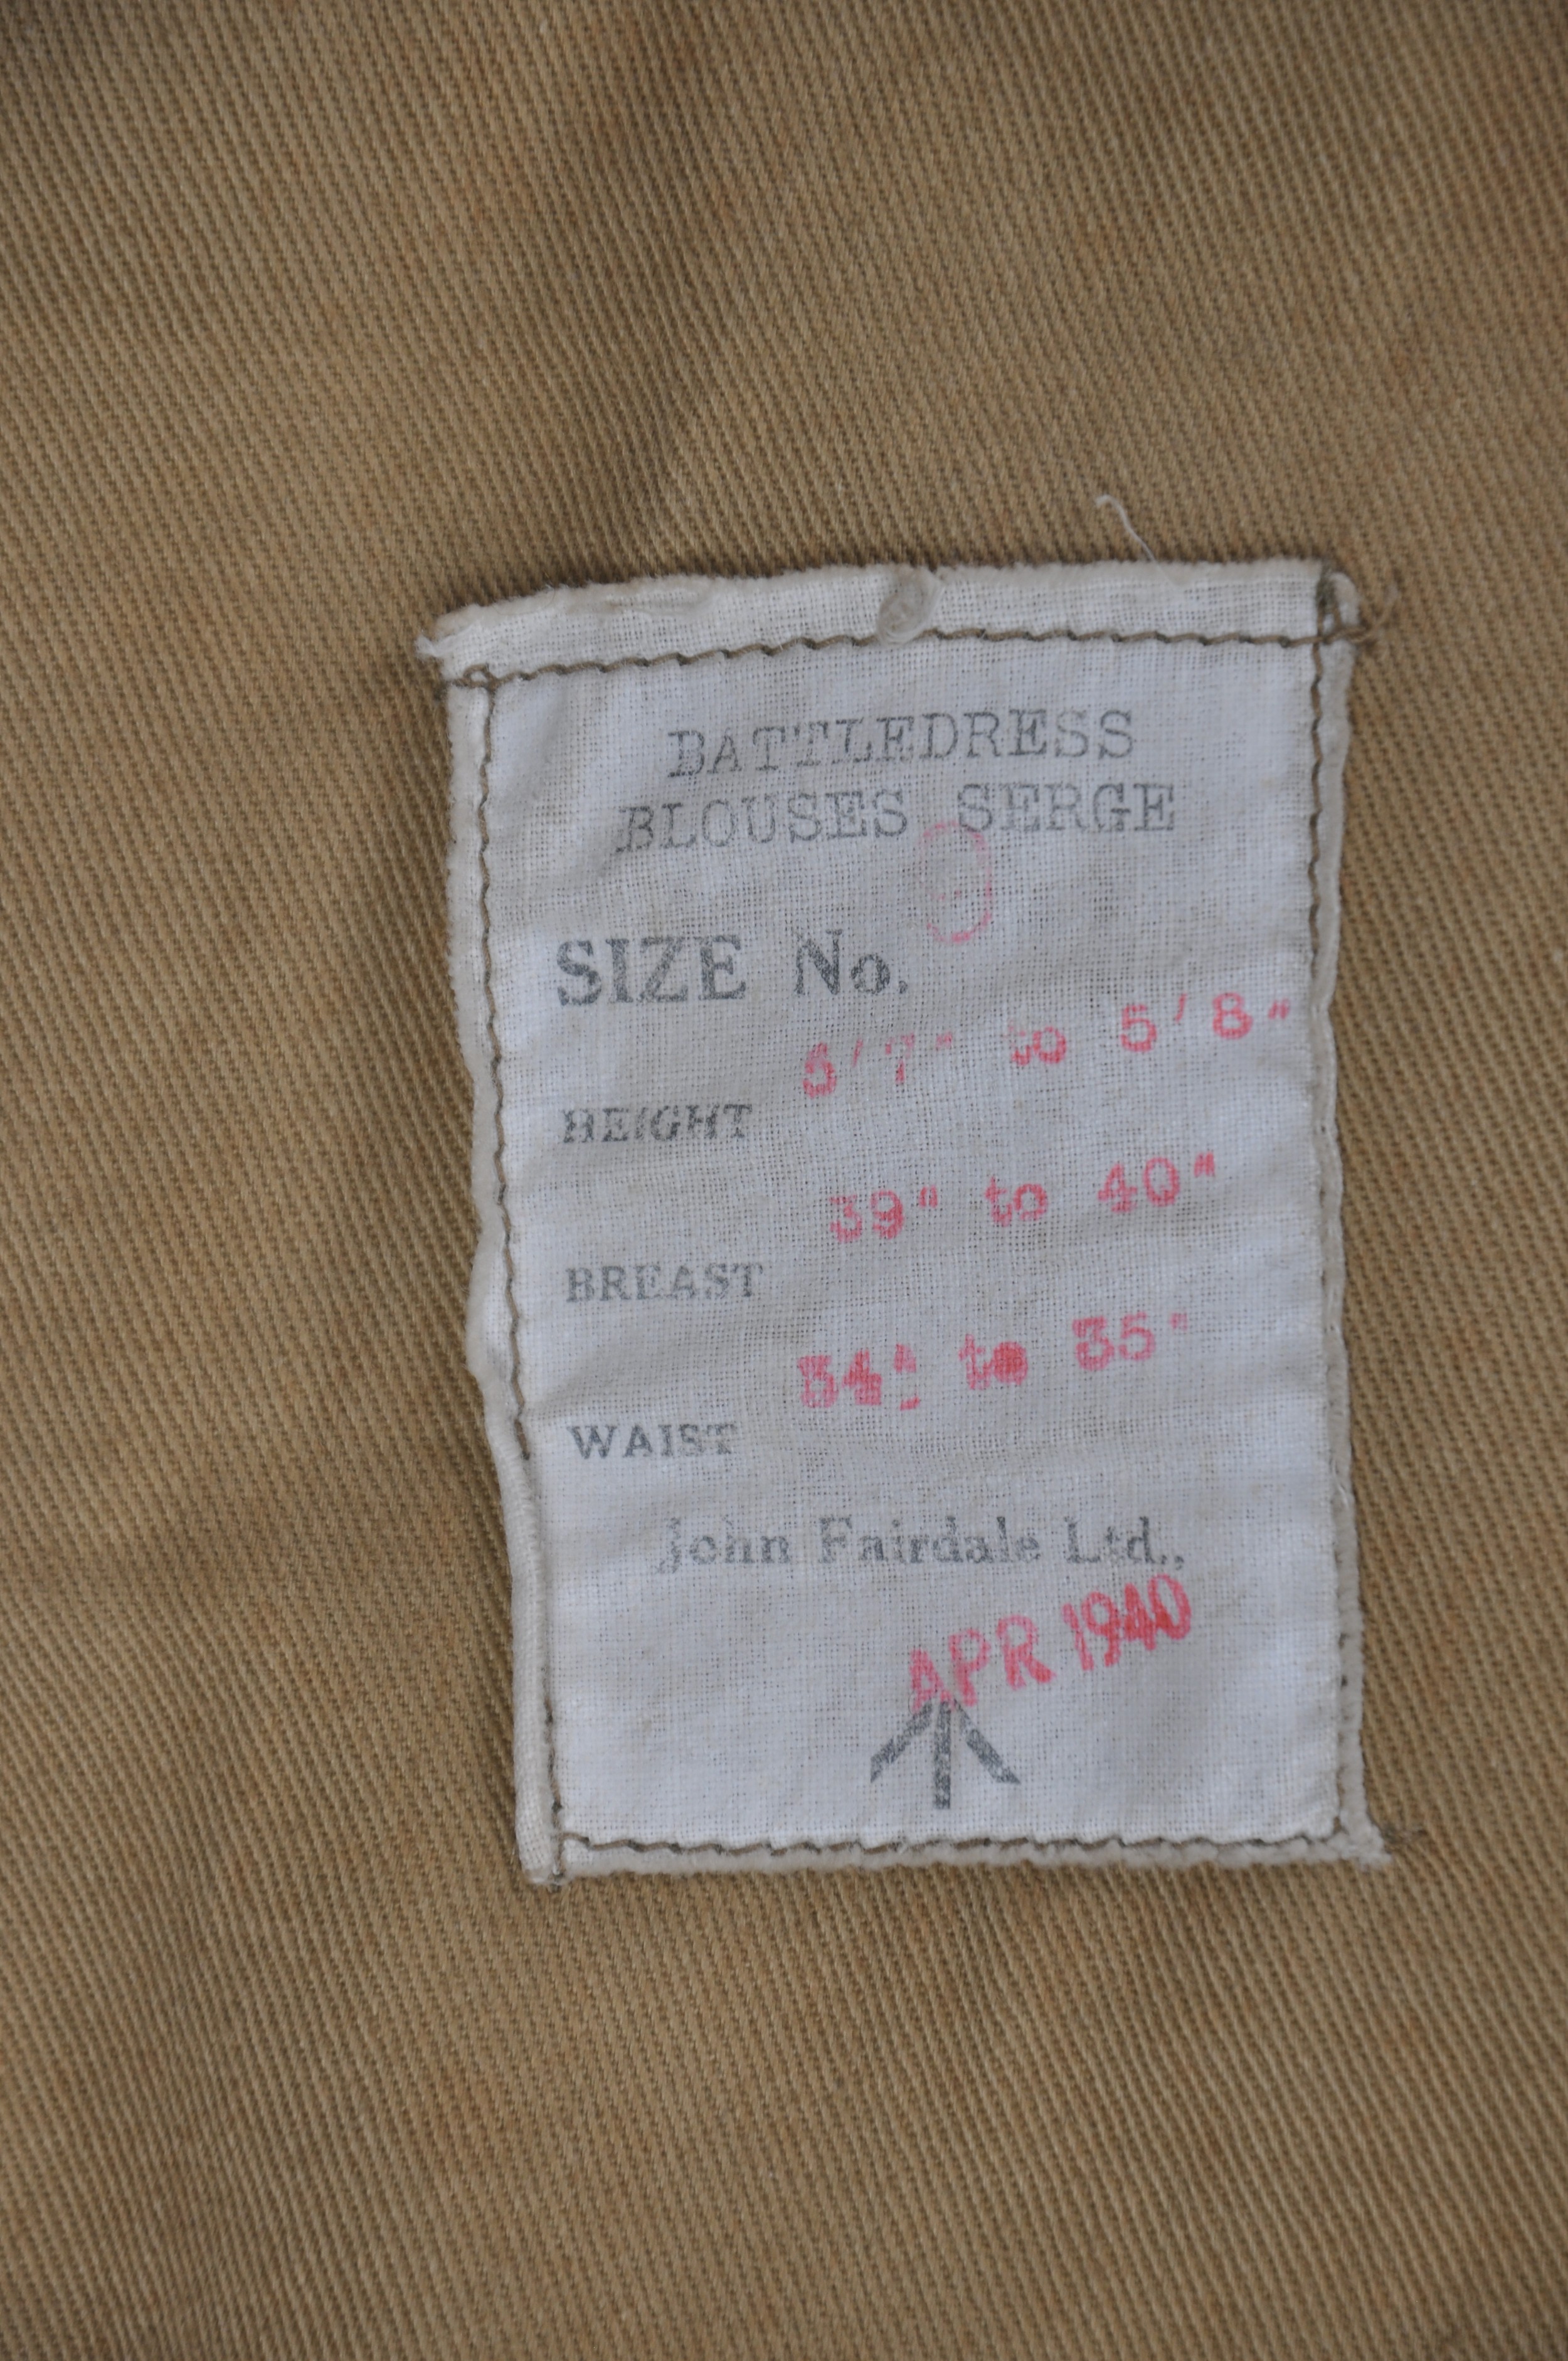 BATTLEDRESS
BLOUSES SERGE
9
SIZE No.
5'7" to 5'8"
HEIGHT
39" to 40"
BREAST
34" to 35"
WAIST
John Fairdale Ltd.,
APR 1940